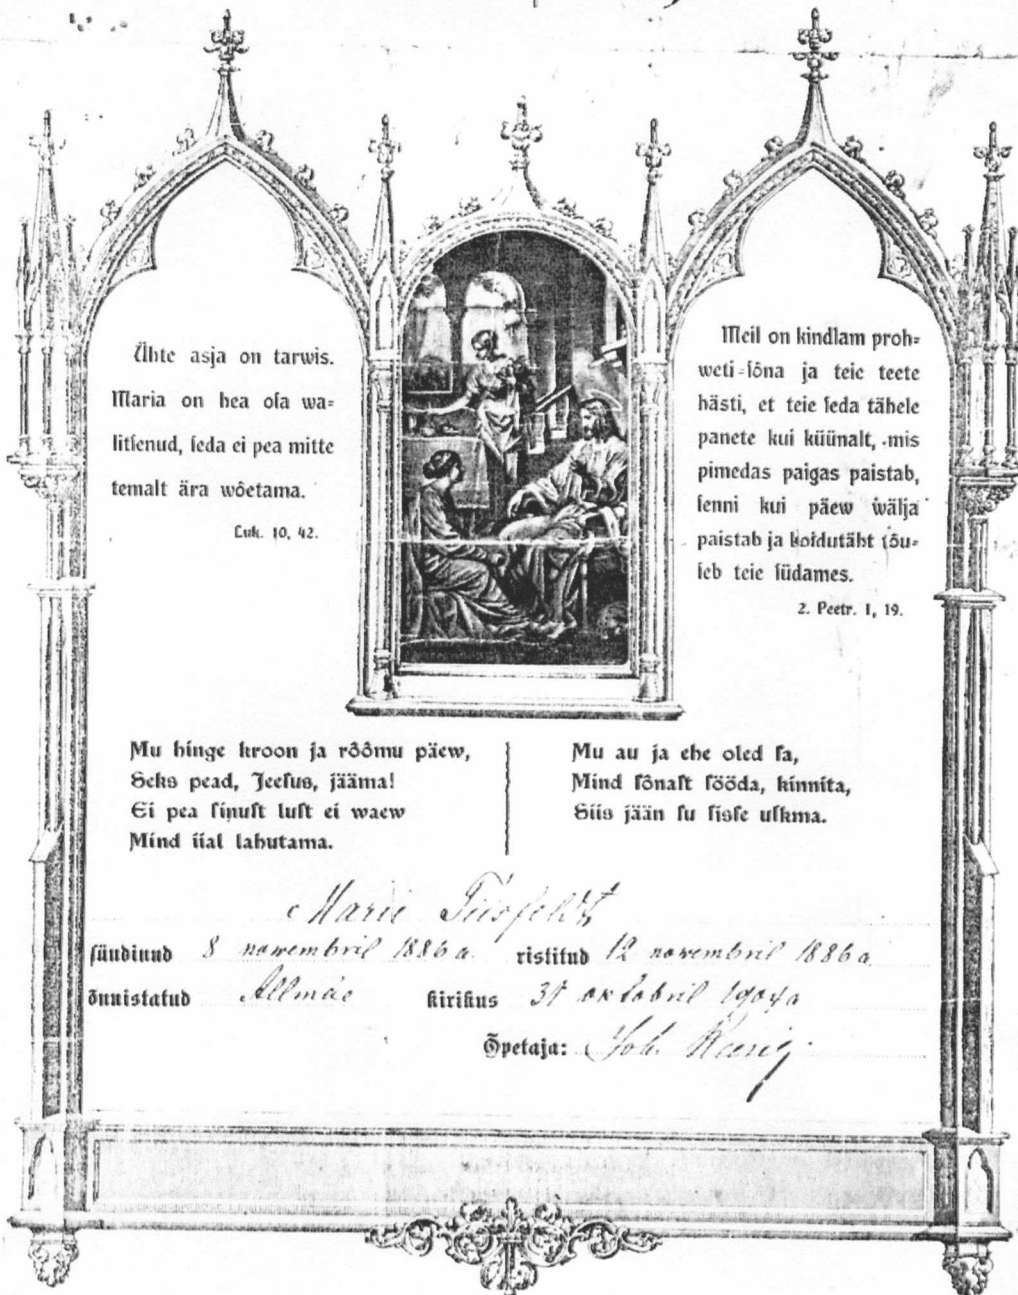 Ühte asja on tarwis.
Maria on hea oſa wa=
litſenud, ſeda ei pea mitte
temalt ära wõetama.
Luk. 10, 42.
Meil on kindlam proh=
weti=ſõna ja teie teete
hästi, et teie ſeda tähele
panete kui küünalt, mis
pimedas paigas paistab,
ſenni kui päew wälja
paistab ja koidutäht tõu=
ſeb teie ſüdames.
2. Peetr. 1, 19.
Mu hinge kroon ja rõõmu päew,
Seks pead, Jeeſus, jääma!
Ei pea ſinuſt luſt ei waew
Mind iial lahutama.
Mu au ja ehe oled ſa,
Mind ſõnaſt ſööda, kinnita,
Siis jään ſu ſiſſe uſkma.
Marie
ſündinud 8 nowembril 1886 a. ristitud 12 nowembril 1886 a
õnnistatud kirikus 31 oktobril 1904 a
Õpetaja: Joh.